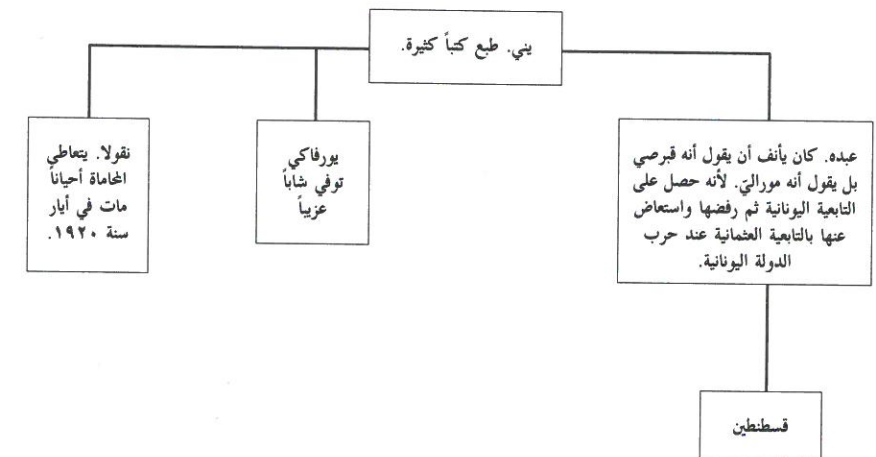 يني. طبع كتباً كثيرة.
عبده. كان يأنف أن يقول أنه قبرصي
بل يقول أنه موراليّ. لأنه حصل على
التابعية اليونانية ثم رفضها واستعاض
عنها بالتابعية العثمانية عند حرب
الدولة اليونانية.
يورفاكي
توفي شاباً
عزيباً
نقولا. يتعاطى
المحاماة أحياناً
مات في أيار
سنة ١٩٢٠.
قسطنطين